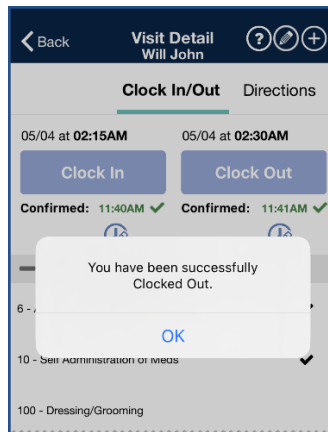 Back
Visit Detail
Will John
?
Clock In/Out Directions
05/04 at 02:15AM 05/04 at 02:30AM
Clock In Clock Out
Confirmed: 11:40AM Confirmed: 11:41AM
You have been successfully
Clocked Out.
OK
6 -
10 - Self Administration of Meds
100 - Dressing/Grooming